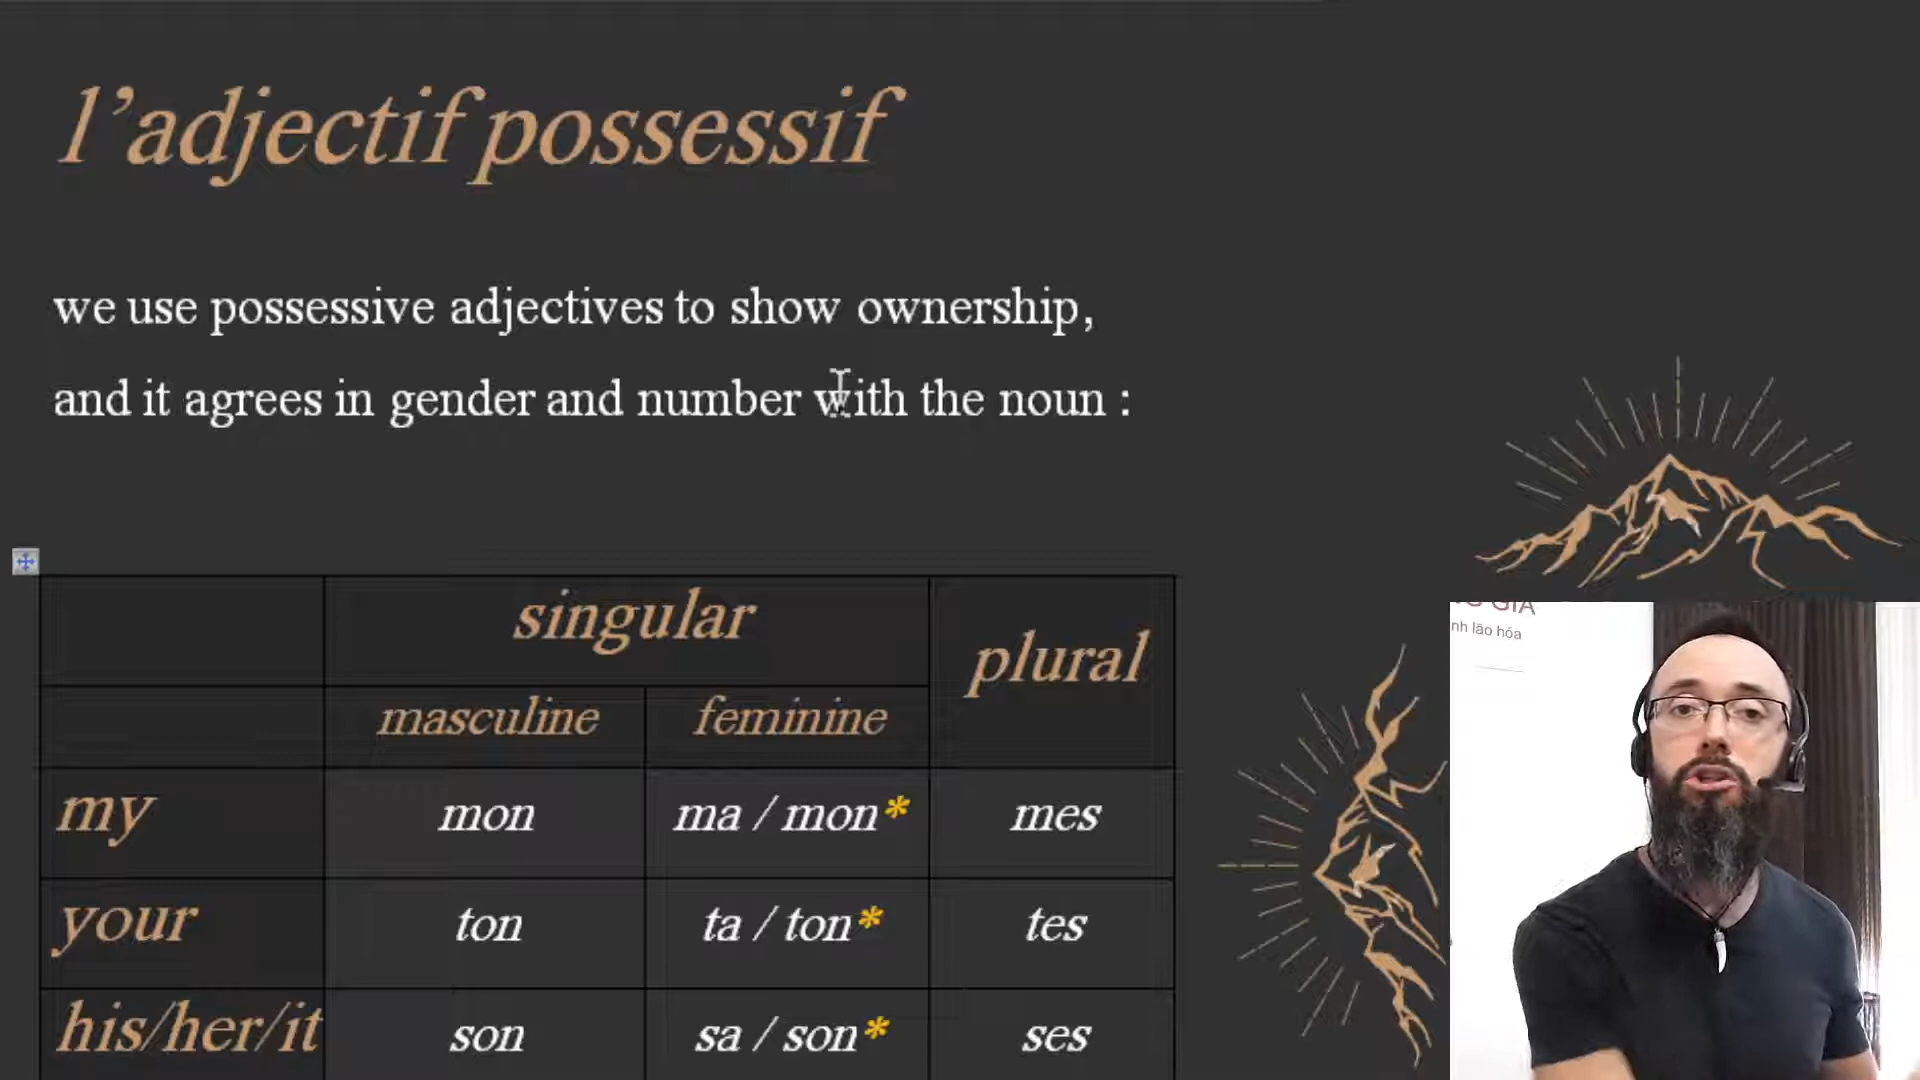 l’adjectif possessif
we use possessive adjectives to show ownership,
and it agrees in gender and number with the noun :
singular
plural
masculine feminine
my mon ma / mon* mes
your ton ta / ton* tes
his/her/it son sa / son* ses
GIA
nh lão hóa